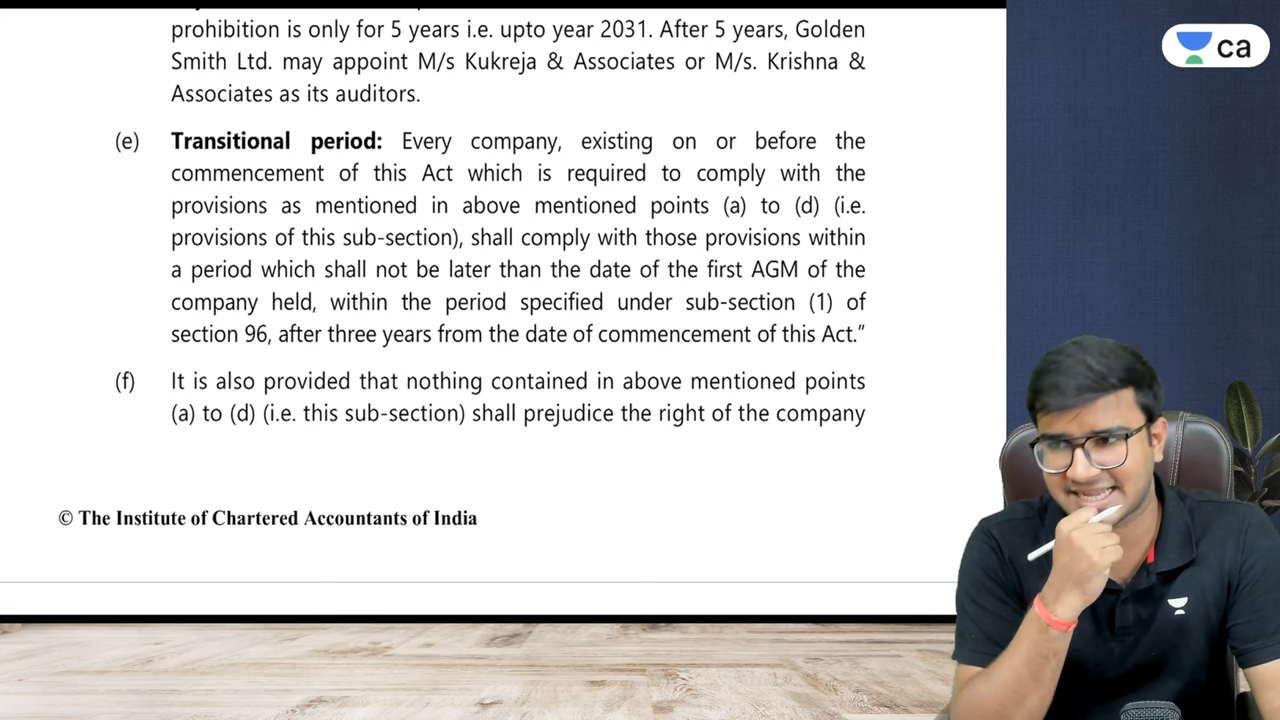 prohibition is only for 5 years i.e. upto year 2031. After 5 years, Golden
Smith Ltd. may appoint M/s Kukreja & Associates or M/s. Krishna &
Associates as its auditors.
(e) Transitional period: Every company, existing on or before the
commencement of this Act which is required to comply with the
provisions as mentioned in above mentioned points (a) to (d) (i.e.
provisions of this sub-section), shall comply with those provisions within
a period which shall not be later than the date of the first AGM of the
company held, within the period specified under sub-section (1) of
section 96, after three years from the date of commencement of this Act.”
(f) It is also provided that nothing contained in above mentioned points
(a) to (d) (i.e. this sub-section) shall prejudice the right of the company
© The Institute of Chartered Accountants of India
ca